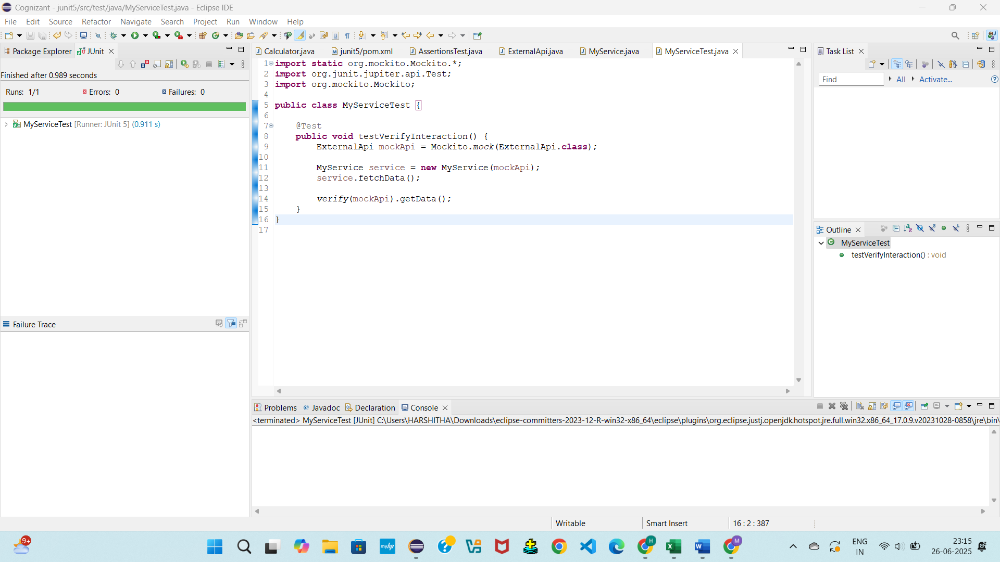 Cognizant - junit5/src/test/java/MyServiceTest.java - Eclipse IDE
File Edit Source Refactor Navigate Search Project Run Window Help
Package Explorer JUnit
Finished after 0.989 seconds
Runs: 1/1 Errors: 0 Failures: 0
MyServiceTest [Runner: JUnit 5] (0.911 s)
Failure Trace
Calculator.java junit5/pom.xml AssertionsTest.java ExternalApi.java MyService.java MyServiceTest.java
1 import static org.mockito.Mockito.*;
2 import org.junit.jupiter.api.Test;
3 import org.mockito.Mockito;
4
5 public class MyServiceTest {
6
7 @Test
8 public void testVerifyInteraction() {
9 ExternalApi mockApi = Mockito.mock(ExternalApi.class);
10
11 MyService service = new MyService(mockApi);
12 service.fetchData();
13
14 verify(mockApi).getData();
15 }
16 }
17
Task List
Find All Activate...
Outline
MyServiceTest
testVerifyInteraction() : void
Problems Javadoc Declaration Console
<terminated> MyServiceTest [JUnit] C:\Users\HARSHITHA\Downloads\eclipse-committers-2023-12-R-win32-x86_64\eclipse\plugins\org.eclipse.justj.openjdk.hotspot.jre.full.win32.x86_64_17.0.9.v20231028-0858\jre\bin\
Writable Smart Insert 16 : 2 : 387
9+
myhp
H
M
ENG
IN
23:15
26-06-2025